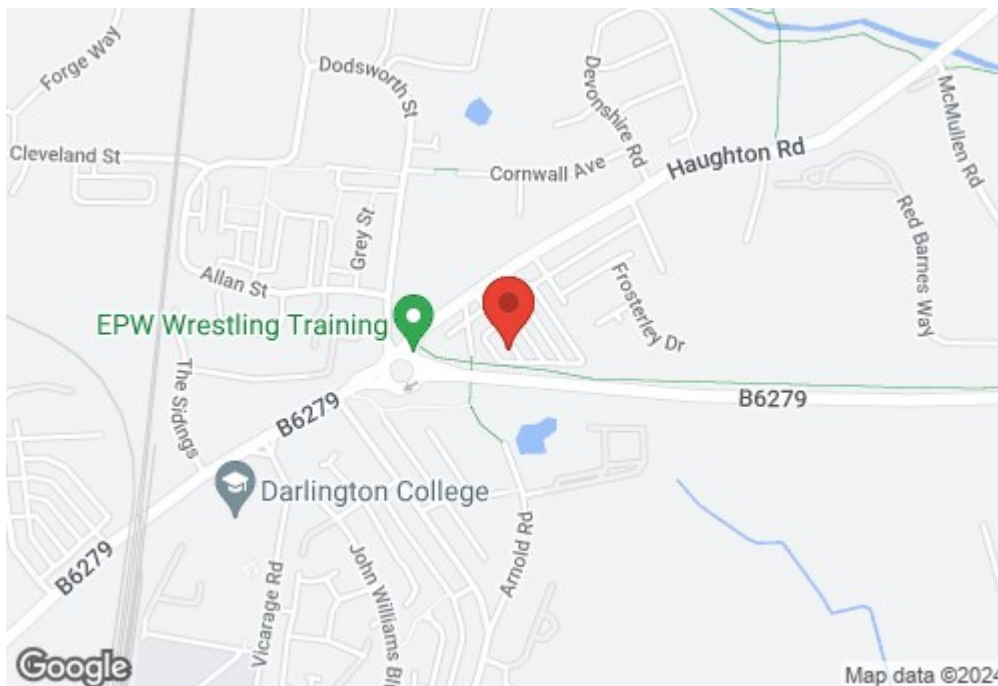 Forge Way
Dodsworth St
Devonshire Rd
McMullen Rd
Cleveland St
Haughton Rd
Cornwall Ave
Grey St
Red Barnes Way
Allan St
Frosterley Dr
EPW Wrestling Training
The Sidings
B6279
B6279
Darlington College
Arnold Rd
B6279
John Williams Bl
Vicarage Rd
Google
Map data ©2024